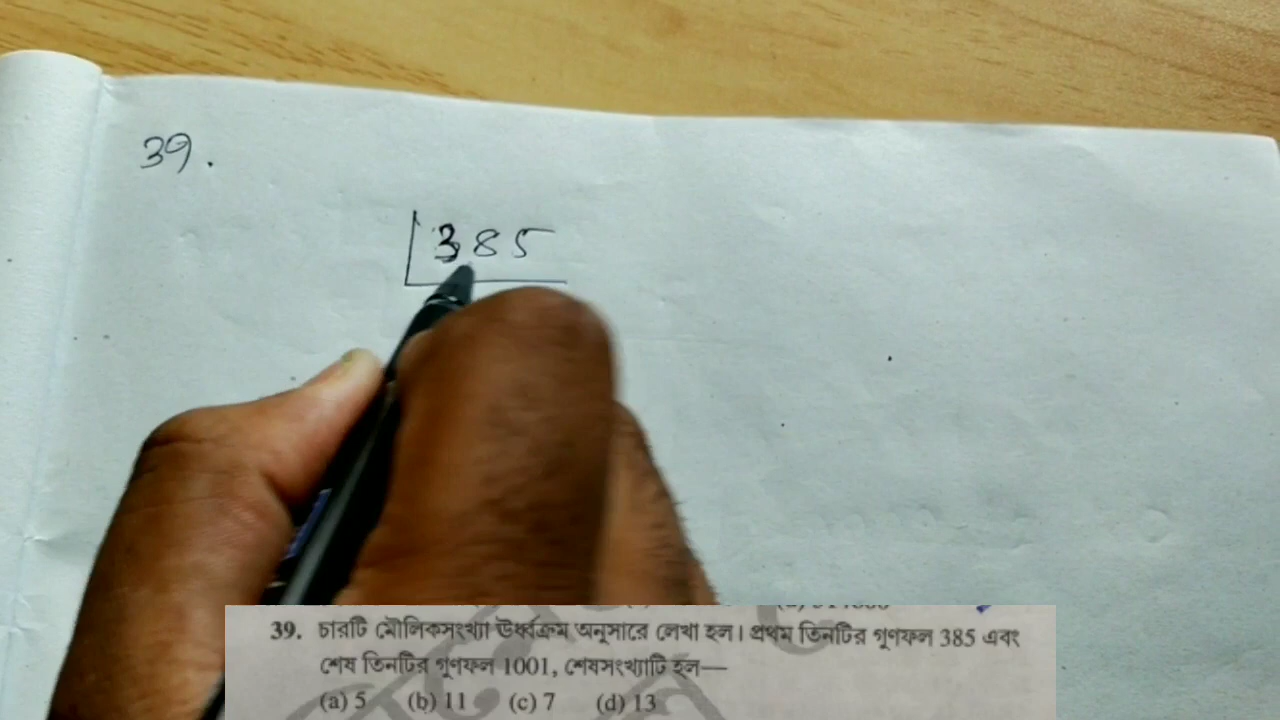 39.
385
39. চারটি মৌলিকসংখ্যা ঊর্ধ্বক্রম অনুসারে লেখা হল। প্রথম তিনটির গুণফল 385 এবং
শেষ তিনটির গুণফল 1001, শেষসংখ্যাটি হল—
(a) 5 (b) 11 (c) 7 (d) 13